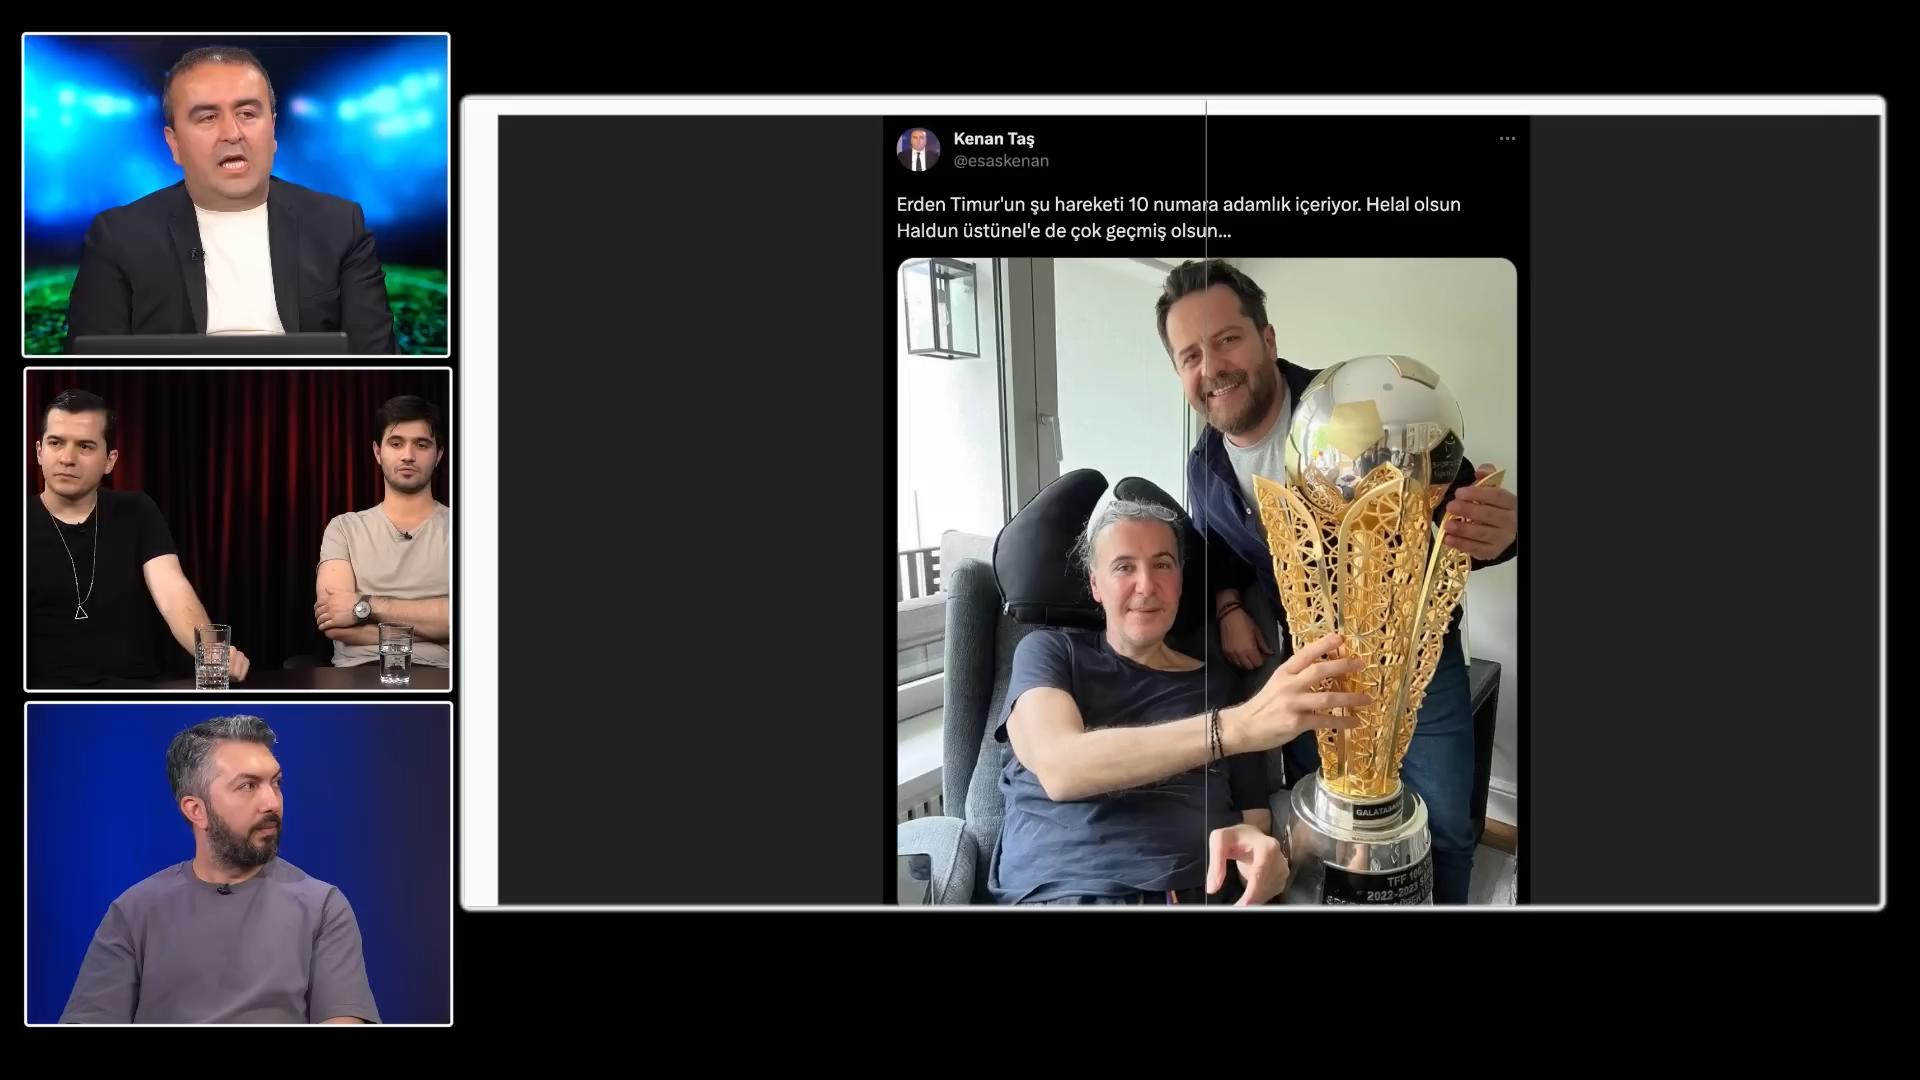 Kenan Taş
@esaskenan
Erden Timur'un şu hareketi 10 numara adamlık içeriyor. Helal olsun
Haldun üstünel'e de çok geçmiş olsun...
TFF 100.
2022-2023